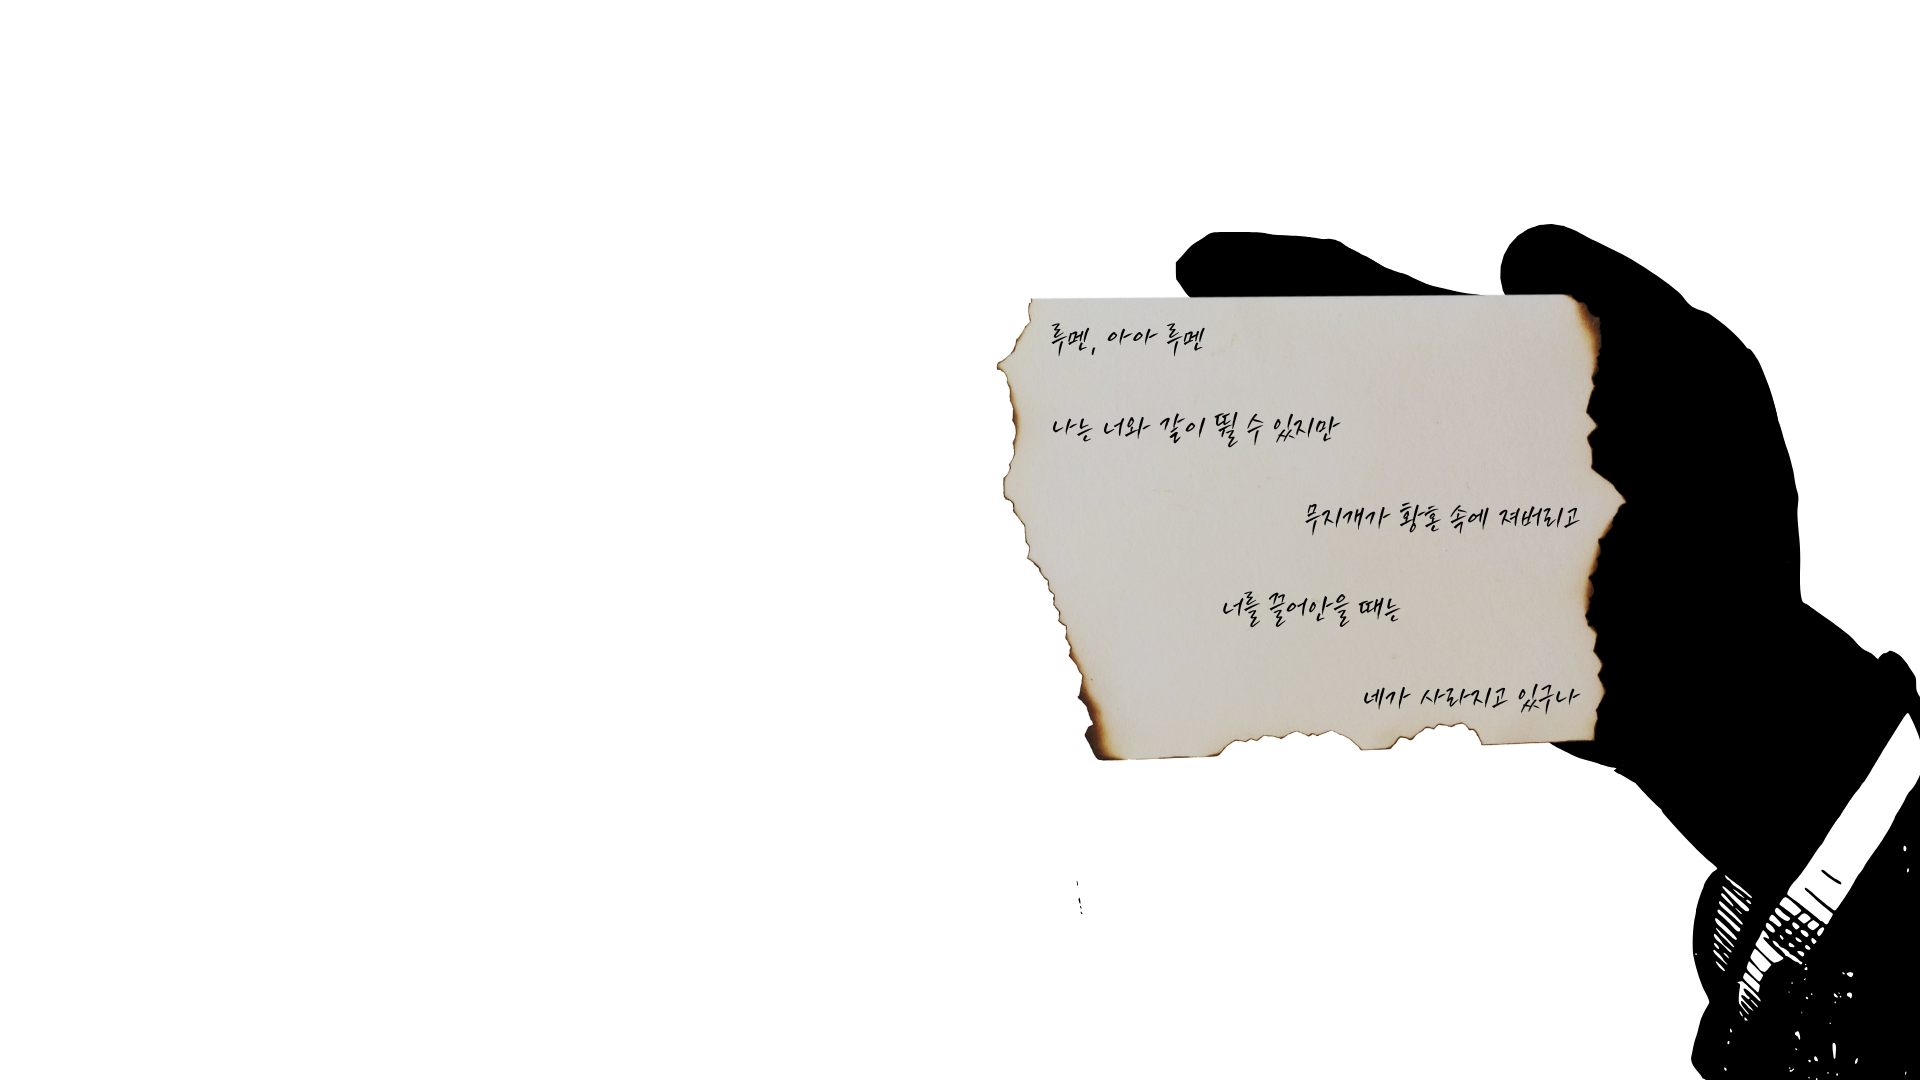 루멘, 아아 루멘
나는 너와 같이 뛸 수 있지만
무지개가 황혼 속에 져버리고
너를 끌어안을 때는
네가 사라지고 있구나